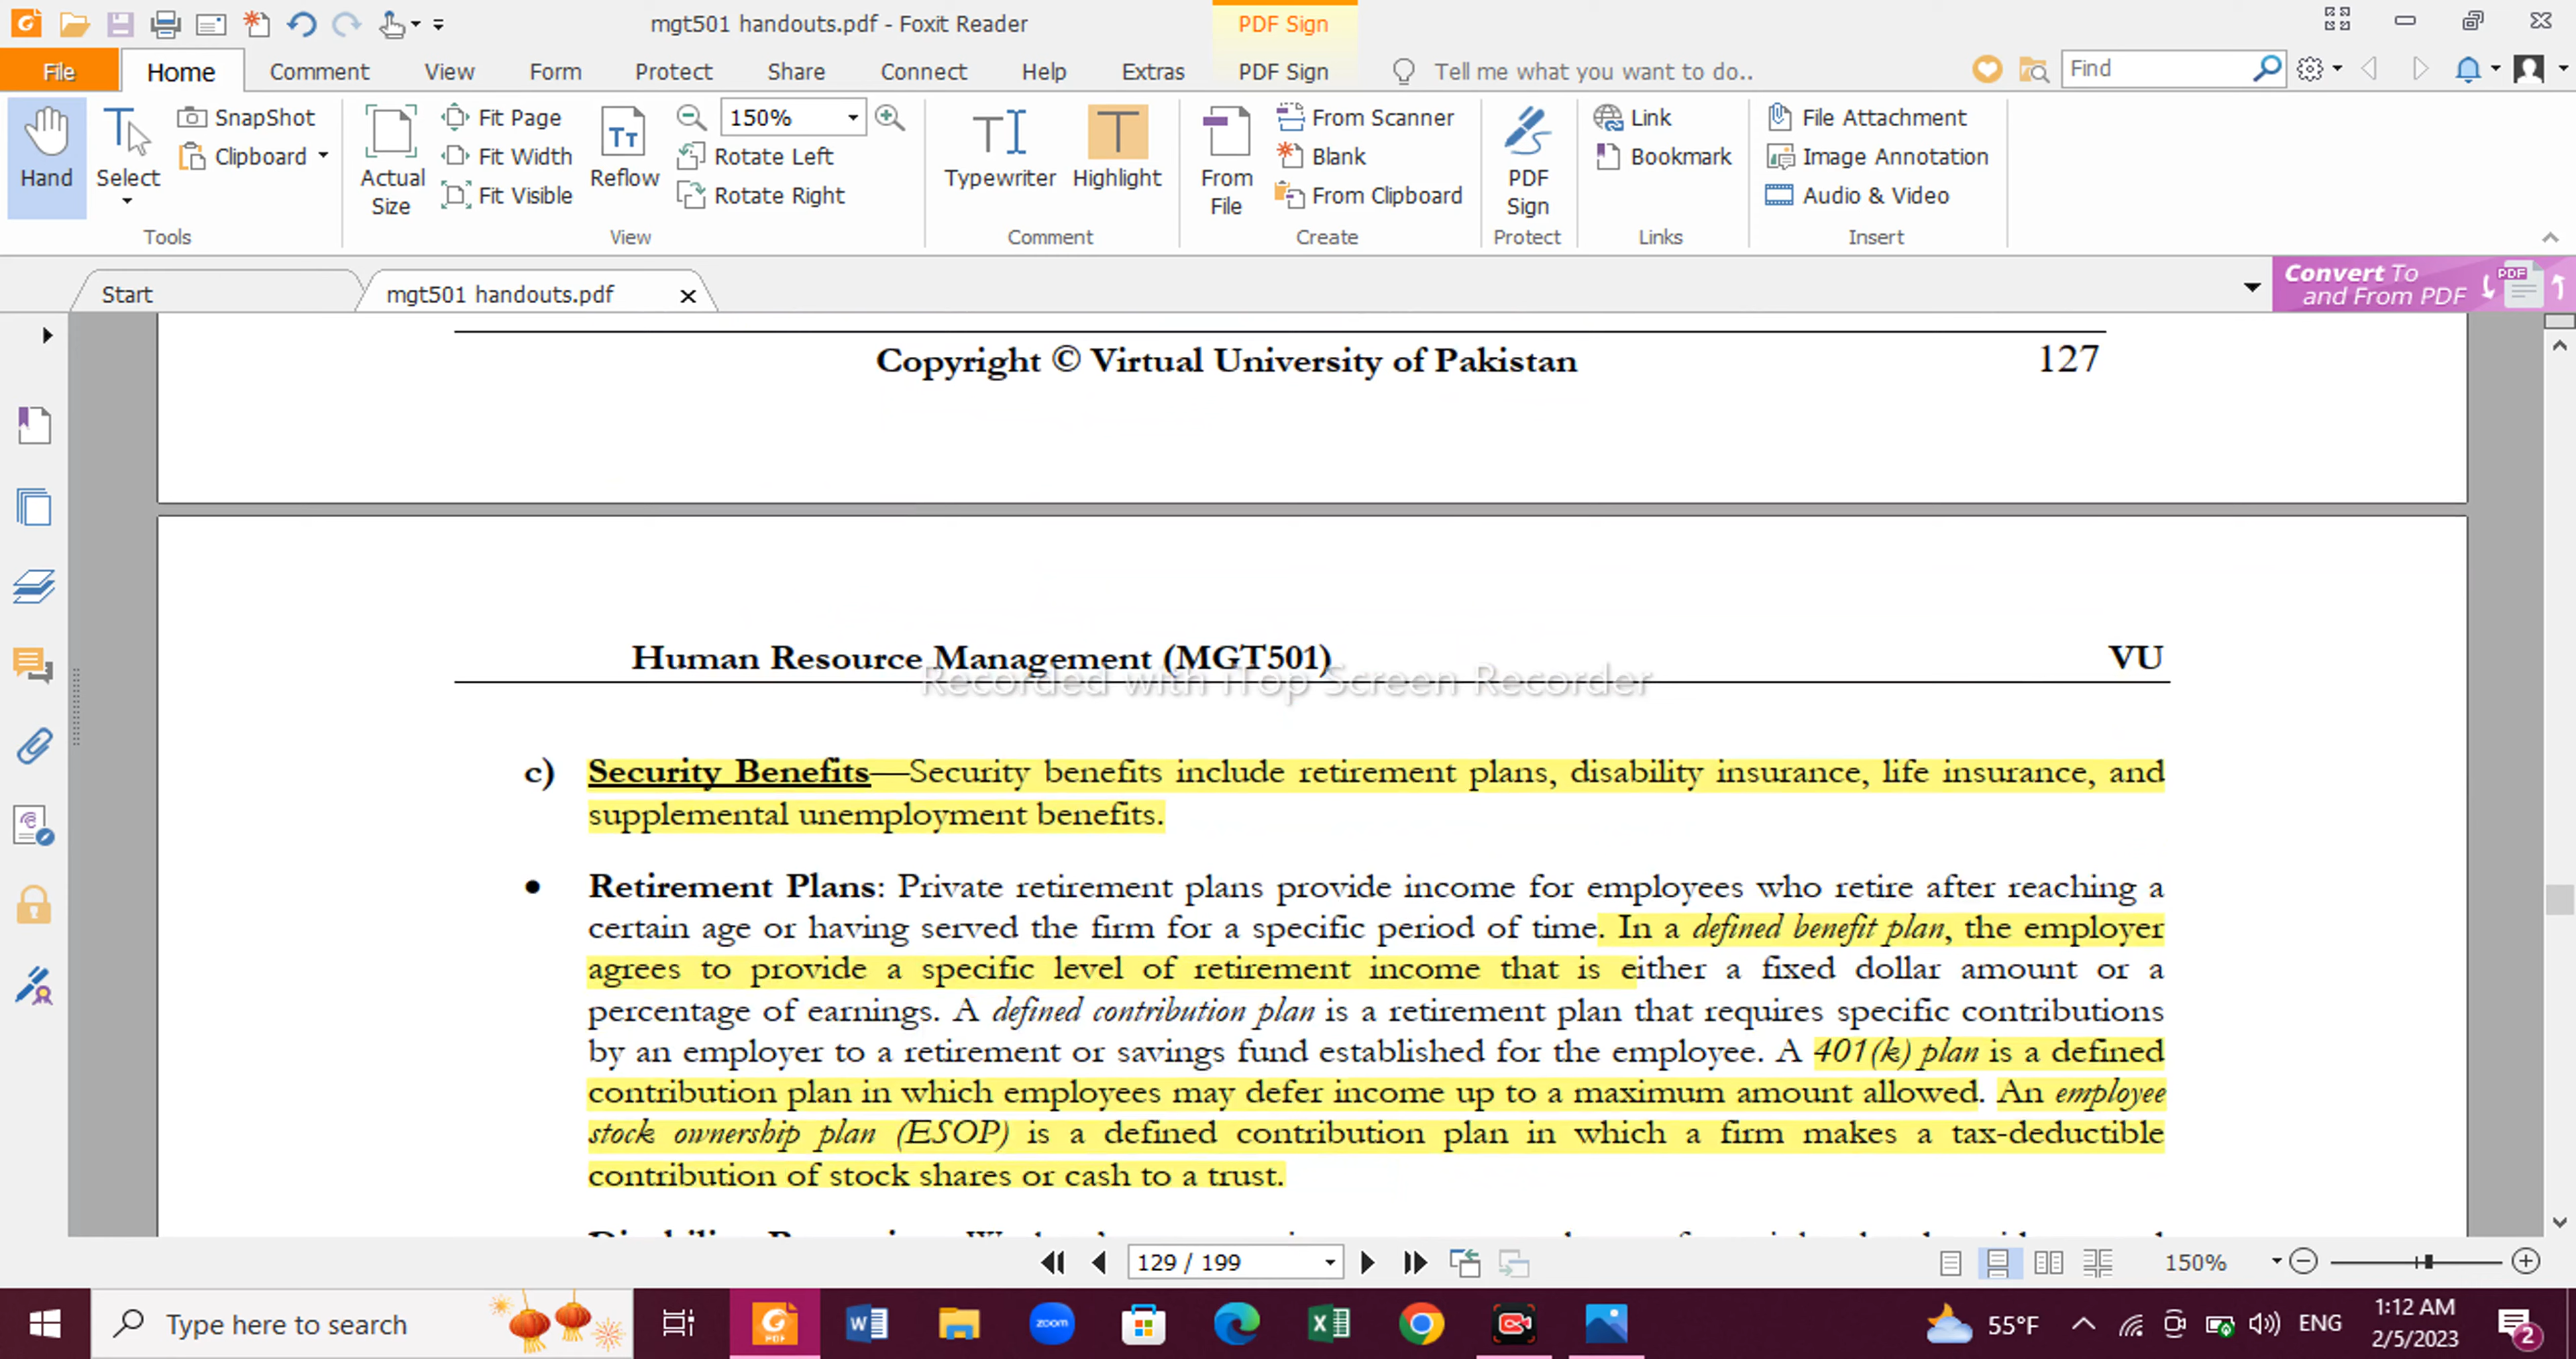 mgt501 handouts.pdf - Foxit Reader
PDF Sign
File
Home
Comment
View
Form
Protect
Share
Connect
Help
Extras
PDF Sign
Tell me what you want to do..
Find
Hand
Select
SnapShot
Clipboard
Tools
Actual
Size
Fit Page
Fit Width
Fit Visible
Reflow
150%
Rotate Left
Rotate Right
View
Typewriter
Highlight
Comment
From
File
From Scanner
Blank
From Clipboard
Create
PDF
Sign
Protect
Link
Bookmark
Links
File Attachment
Image Annotation
Audio & Video
Insert
Start
mgt501 handouts.pdf
Convert To
and From PDF
PDF
Copyright © Virtual University of Pakistan 127
Human Resource Management (MGT501) VU
Recorded with iTop Screen Recorder
c) Security Benefits—Security benefits include retirement plans, disability insurance, life insurance, and
supplemental unemployment benefits.
• Retirement Plans: Private retirement plans provide income for employees who retire after reaching a
certain age or having served the firm for a specific period of time. In a defined benefit plan, the employer
agrees to provide a specific level of retirement income that is either a fixed dollar amount or a
percentage of earnings. A defined contribution plan is a retirement plan that requires specific contributions
by an employer to a retirement or savings fund established for the employee. A 401(k) plan is a defined
contribution plan in which employees may defer income up to a maximum amount allowed. An employee
stock ownership plan (ESOP) is a defined contribution plan in which a firm makes a tax-deductible
contribution of stock shares or cash to a trust.
129 / 199
150%
Type here to search
PDF
zoom
55°F
ENG
1:12 AM
2/5/2023
2